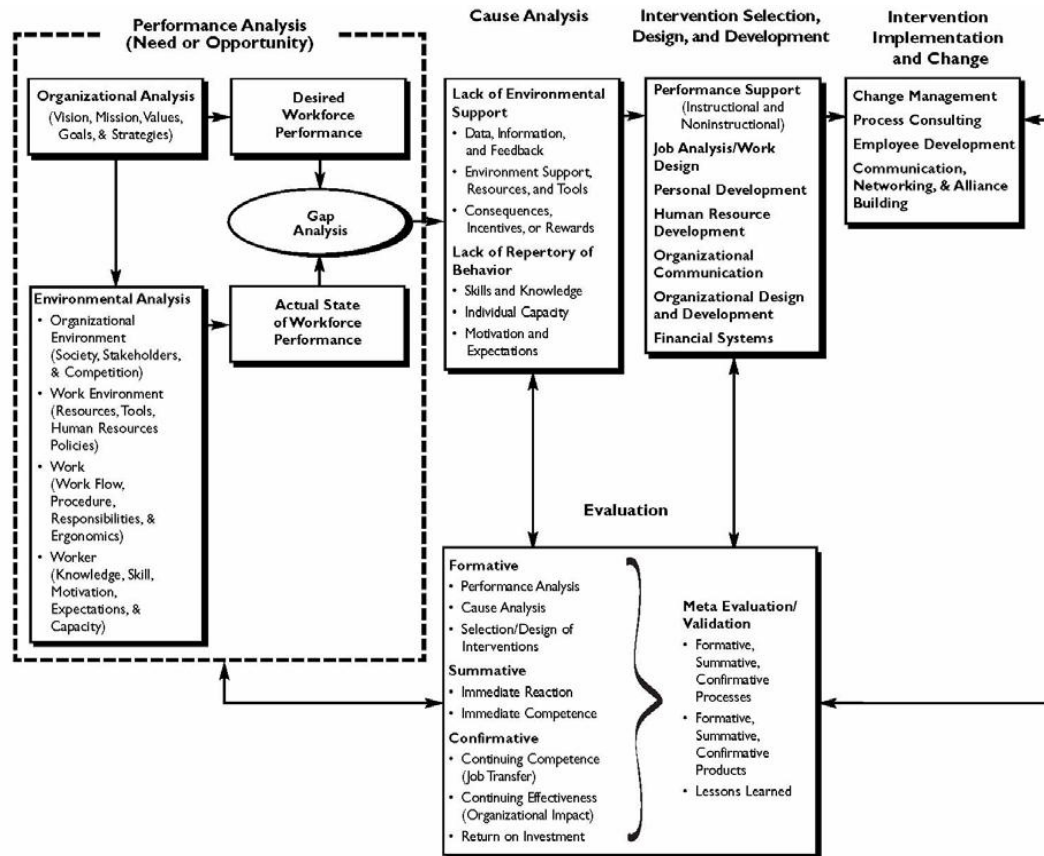 Performance Analysis
(Need or Opportunity)
Organizational Analysis
(Vision, Mission, Values,
Goals, & Strategies)
Desired
Workforce
Performance
Gap
Analysis
Environmental Analysis
• Organizational
Environment
(Society, Stakeholders,
& Competition)
• Work Environment
(Resources, Tools,
Human Resources
Policies)
• Work
(Work Flow,
Procedure,
Responsibilities, &
Ergonomics)
• Worker
(Knowledge, Skill,
Motivation,
Expectations, &
Capacity)
Actual State
of Workforce
Performance
Cause Analysis
Lack of Environmental
Support
• Data, Information,
and Feedback
• Environment Support,
Resources, and Tools
• Consequences,
Incentives, or Rewards
Lack of Repertory of
Behavior
• Skills and Knowledge
• Individual Capacity
• Motivation and
Expectations
Intervention Selection,
Design, and Development
Performance Support
(Instructional and
Noninstructional)
Job Analysis/Work
Design
Personal Development
Human Resource
Development
Organizational
Communication
Organizational Design
and Development
Financial Systems
Intervention
Implementation
and Change
Change Management
Process Consulting
Employee Development
Communication,
Networking, & Alliance
Building
Evaluation
Formative
• Performance Analysis
• Cause Analysis
• Selection/Design of
Interventions
Summative
• Immediate Reaction
• Immediate Competence
Confirmative
• Continuing Competence
(Job Transfer)
• Continuing Effectiveness
(Organizational Impact)
• Return on Investment
Meta Evaluation/
Validation
• Formative,
Summative,
Confirmative
Processes
• Formative,
Summative,
Confirmative
Products
• Lessons Learned